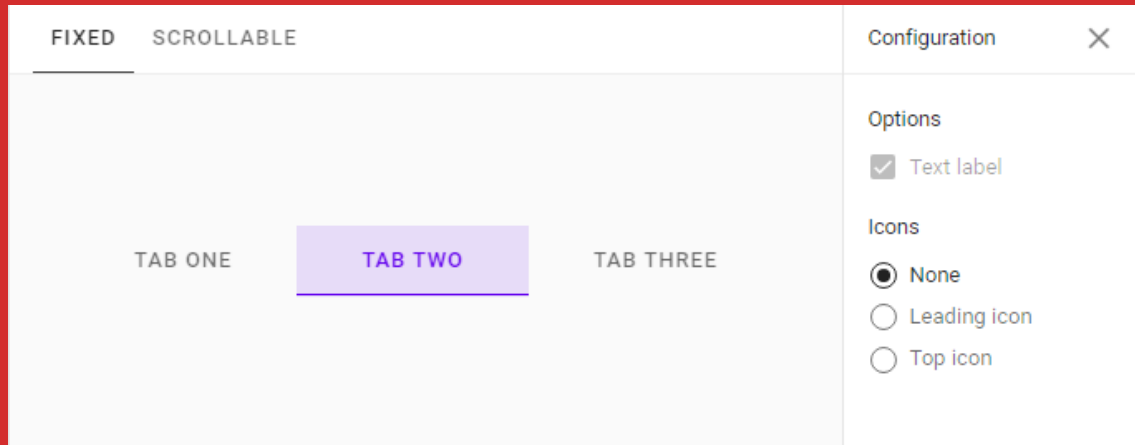 FIXED SCROLLABLE
TAB ONE TAB TWO TAB THREE
Configuration
Options
Text label
Icons
None
Leading icon
Top icon